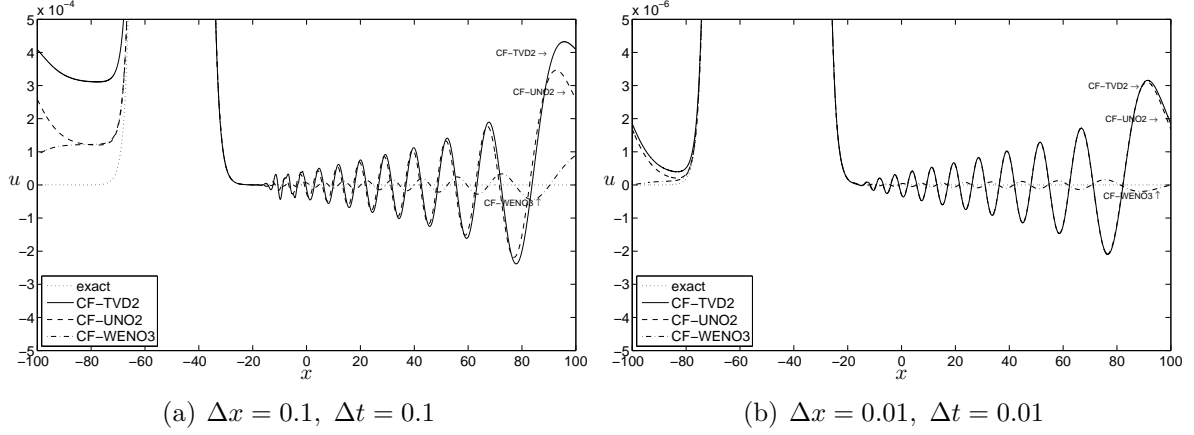 5 × 10⁻⁴
4
3
2
1
u 0
−1
−2
−3
−4
−5
−100 −80 −60 −40 −20 0 20 40 60 80 100
x
CF−TVD2→
CF−UNO2→
CF−WENO3↑
exact
CF−TVD2
CF−UNO2
CF−WENO3
(a) Δx = 0.1, Δt = 0.1
5 × 10⁻⁶
4
3
2
1
u 0
−1
−2
−3
−4
−5
−100 −80 −60 −40 −20 0 20 40 60 80 100
x
CF−TVD2→
CF−UNO2→
CF−WENO3↑
exact
CF−TVD2
CF−UNO2
CF−WENO3
(b) Δx = 0.01, Δt = 0.01